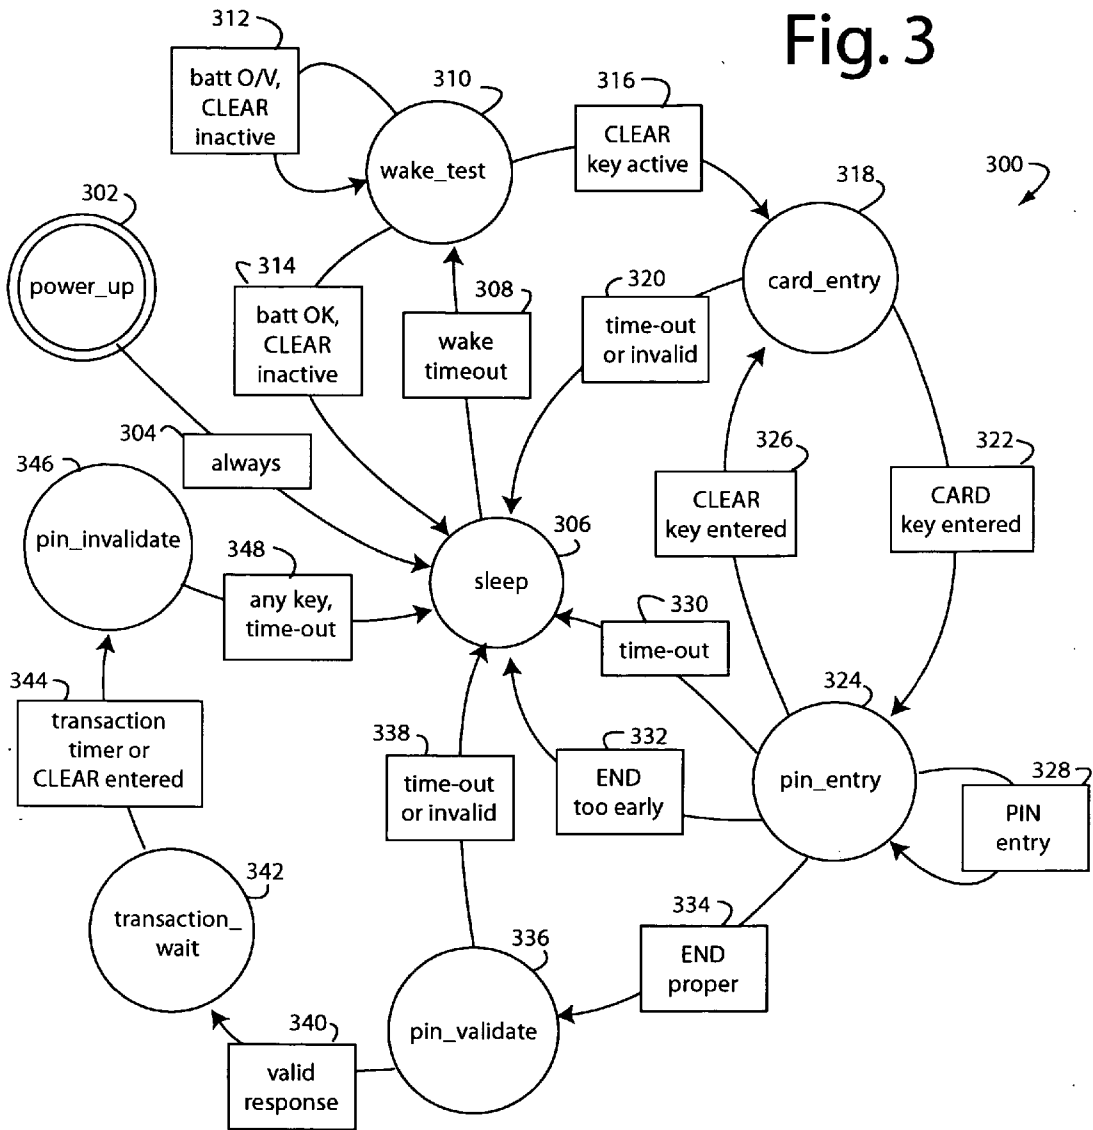 Fig. 3
312
batt O/V,
CLEAR
inactive
310
wake_test
316
CLEAR
key active
300
302
power_up
318
card_entry
314
batt OK,
CLEAR
inactive
308
wake
timeout
320
time-out
or invalid
304
always
346
pin_invalidate
326
CLEAR
key entered
322
CARD
key entered
306
sleep
348
any key,
time-out
330
time-out
344
transaction
timer or
CLEAR entered
338
time-out
or invalid
332
END
too early
324
pin_entry
328
PIN
entry
342
transaction_
wait
334
END
proper
336
pin_validate
340
valid
response